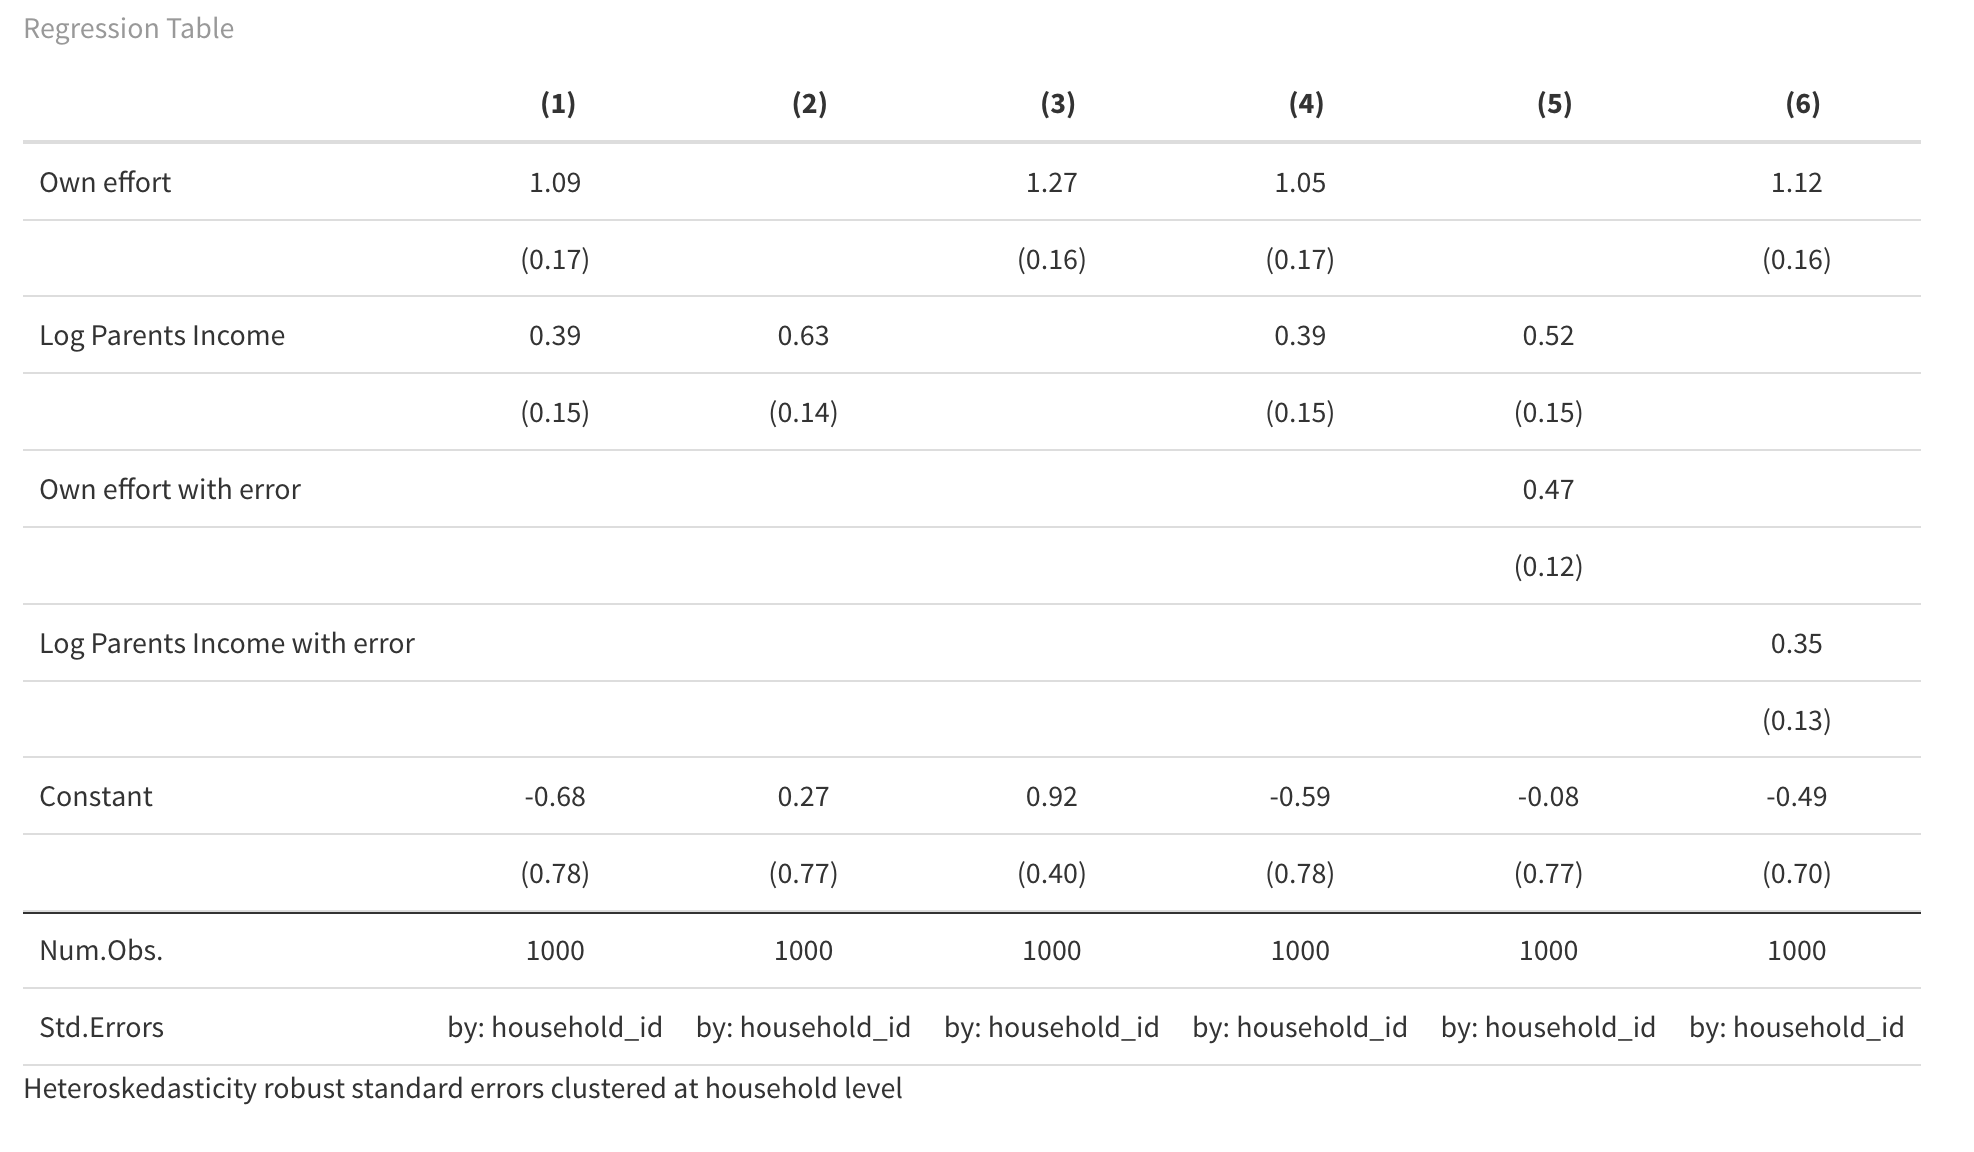 Regression Table
(1) (2) (3) (4) (5) (6)
Own effort 1.09 1.27 1.05 1.12
(0.17) (0.16) (0.17) (0.16)
Log Parents Income 0.39 0.63 0.39 0.52
(0.15) (0.14) (0.15) (0.15)
Own effort with error 0.47
(0.12)
Log Parents Income with error 0.35
(0.13)
Constant -0.68 0.27 0.92 -0.59 -0.08 -0.49
(0.78) (0.77) (0.40) (0.78) (0.77) (0.70)
Num.Obs. 1000 1000 1000 1000 1000 1000
Std.Errors by: household_id by: household_id by: household_id by: household_id by: household_id by: household_id
Heteroskedasticity robust standard errors clustered at household level